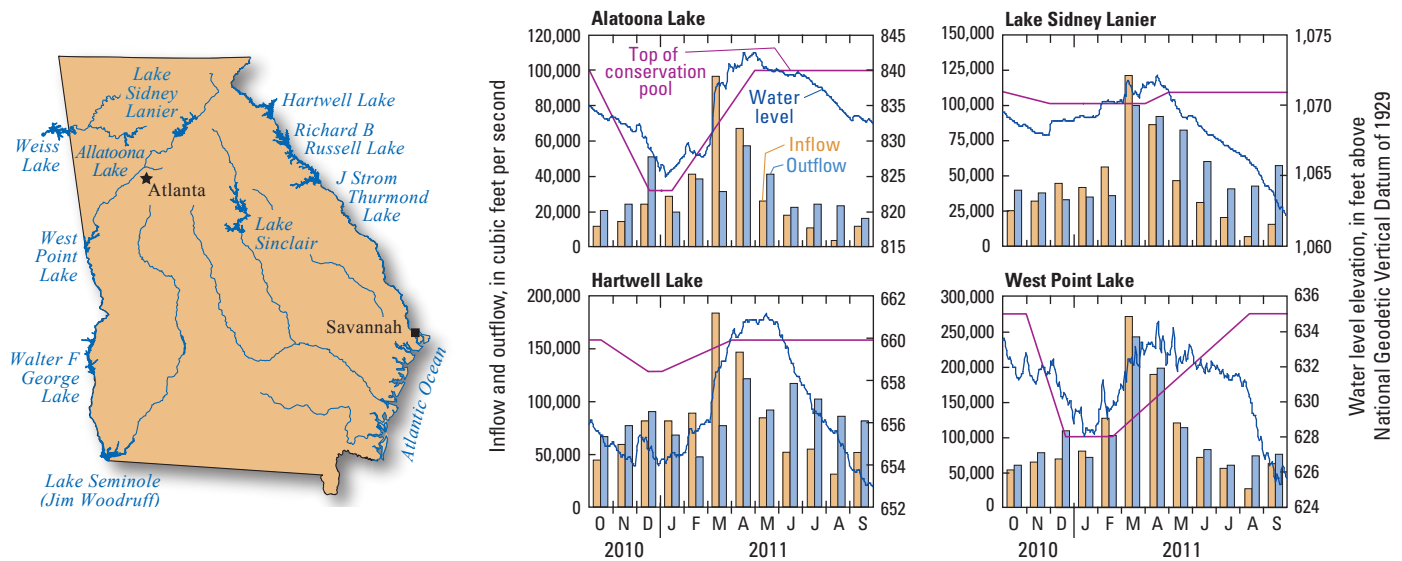 Lake
Sidney
Lanier
Hartwell Lake
Richard B
Russell Lake
Weiss
Lake
Allatoona
Lake
J Strom
Thurmond
Lake
Atlanta
Lake
Sinclair
West
Point
Lake
Savannah
Walter F
George
Lake
Atlantic Ocean
Lake Seminole
(Jim Woodruff)
Inflow and outflow, in cubic feet per second
Alatoona Lake
120,000
100,000
80,000
60,000
40,000
20,000
0
845
840
835
830
825
820
815
Top of
conservation
pool
Water
level
Inflow
Outflow
Lake Sidney Lanier
150,000
125,000
100,000
75,000
50,000
25,000
0
1,075
1,070
1,065
1,060
Hartwell Lake
200,000
150,000
100,000
50,000
0
662
660
658
656
654
652
O N D J F M A M J J A S
2010 2011
West Point Lake
300,000
250,000
200,000
150,000
100,000
50,000
0
636
634
632
630
628
626
624
O N D J F M A M J J A S
2010 2011
Water level elevation, in feet above
National Geodetic Vertical Datum of 1929